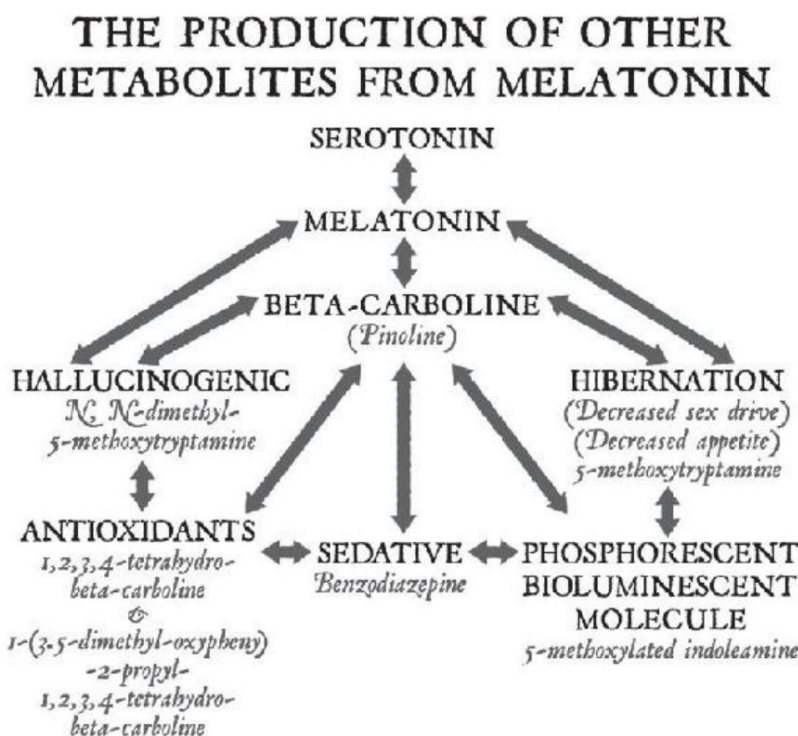 THE PRODUCTION OF OTHER
METABOLITES FROM MELATONIN
SEROTONIN
MELATONIN
BETA-CARBOLINE
(Pinoline)
HALLUCINOGENIC
N, N-dimethyl-
5-methoxytryptamine
HIBERNATION
(Decreased sex drive)
(Decreased appetite)
5-methoxytryptamine
ANTIOXIDANTS
1,2,3,4-tetrahydro-
beta-carboline
&
1-(3.5-dimethyl-oxypheny)
-2-propyl-
1,2,3,4-tetrahydro-
beta-carboline
SEDATIVE
Benzodiazepine
PHOSPHORESCENT
BIOLUMINESCENT
MOLECULE
5-methoxylated indoleamine